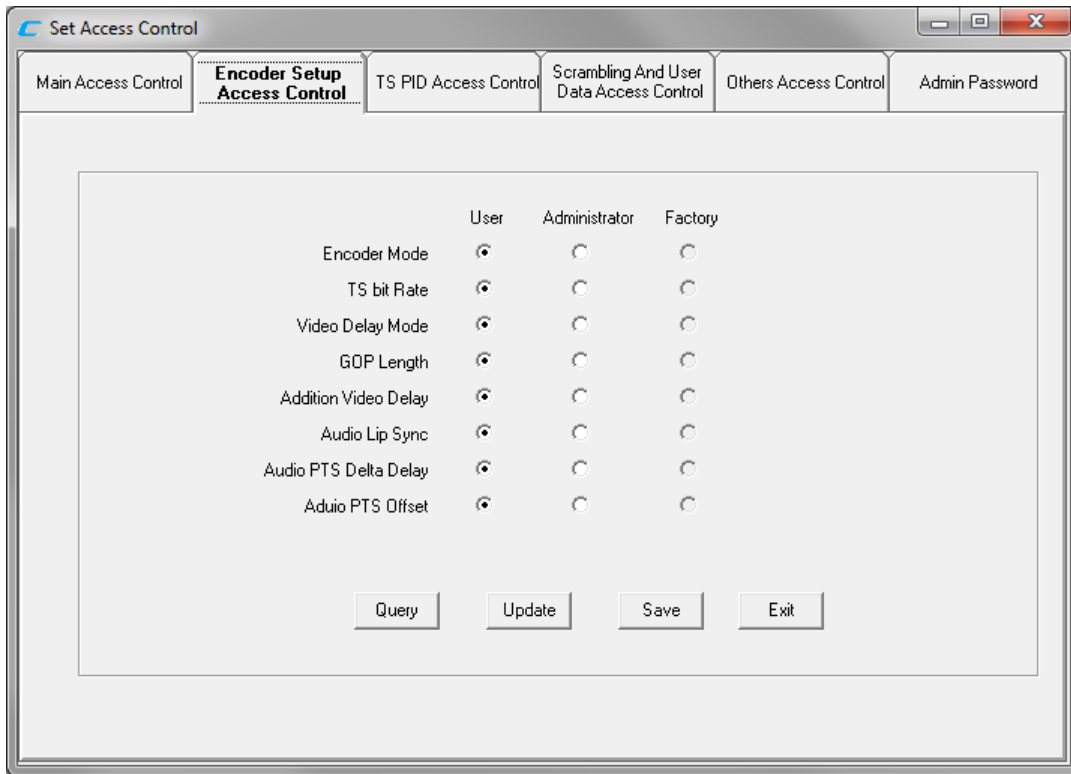 Set Access Control
Main Access Control
Encoder Setup
Access Control
TS PID Access Control
Scrambling And User
Data Access Control
Others Access Control
Admin Password
User Administrator Factory
Encoder Mode
TS bit Rate
Video Delay Mode
GOP Length
Addition Video Delay
Audio Lip Sync
Audio PTS Delta Delay
Aduio PTS Offset
Query Update Save Exit